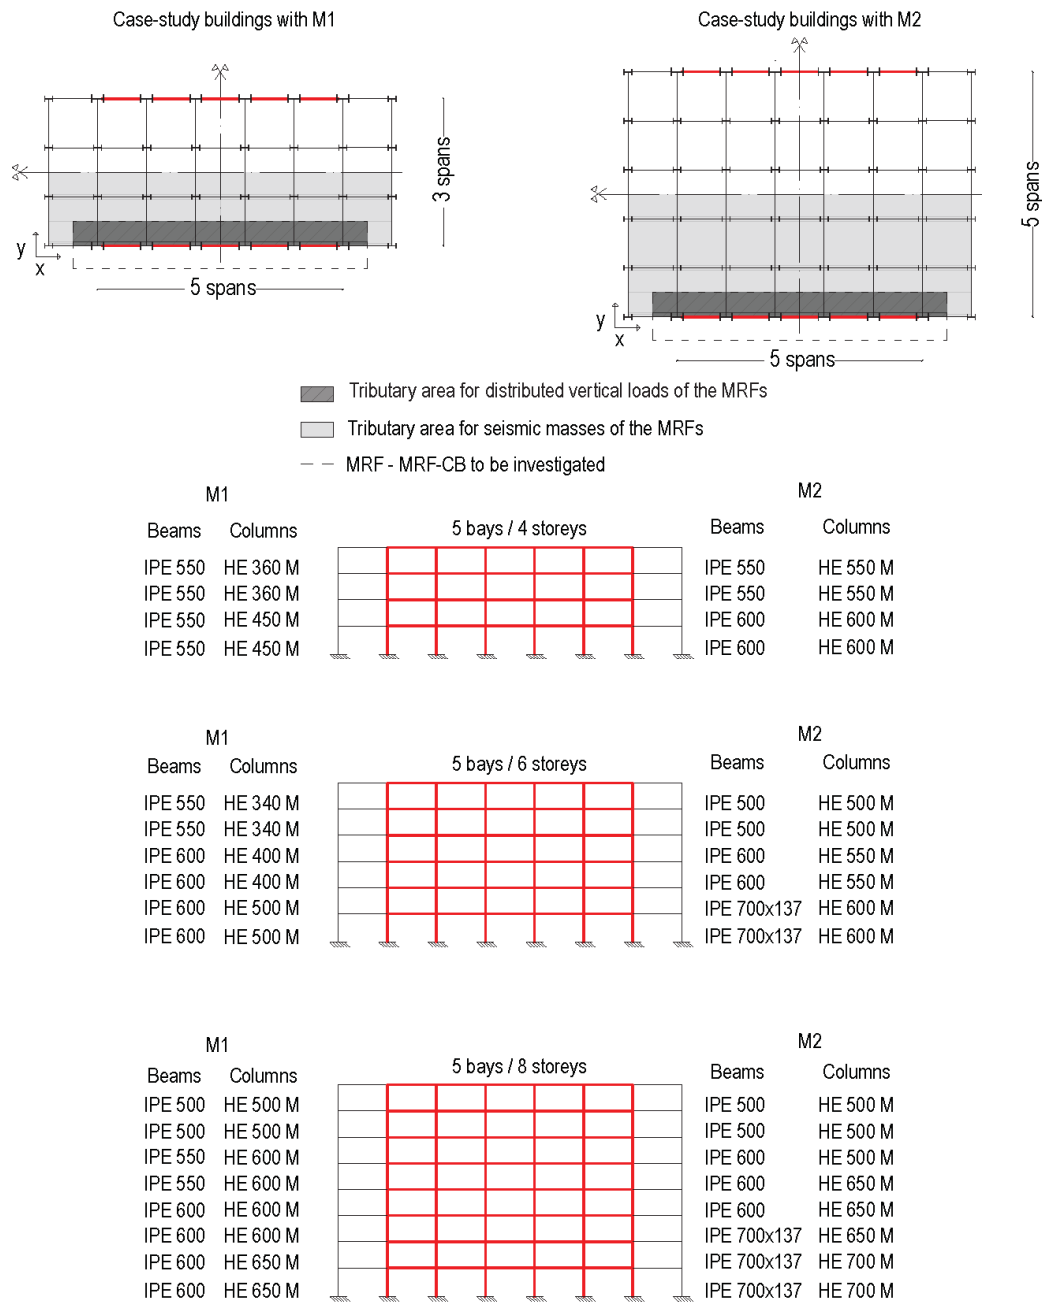 Case-study buildings with M1
Case-study buildings with M2
3 spans
5 spans
y
x
5 spans
y
x
5 spans
Tributary area for distributed vertical loads of the MRFs
Tributary area for seismic masses of the MRFs
MRF - MRF-CB to be investigated
M1
M2
Beams Columns
5 bays / 4 storeys
Beams Columns
IPE 550 HE 360 M
IPE 550 HE 550 M
IPE 550 HE 360 M
IPE 550 HE 550 M
IPE 550 HE 450 M
IPE 600 HE 600 M
IPE 550 HE 450 M
IPE 600 HE 600 M
M1
M2
Beams Columns
5 bays / 6 storeys
Beams Columns
IPE 550 HE 340 M
IPE 500 HE 500 M
IPE 550 HE 340 M
IPE 500 HE 500 M
IPE 600 HE 400 M
IPE 600 HE 550 M
IPE 600 HE 400 M
IPE 600 HE 550 M
IPE 600 HE 500 M
IPE 700x137 HE 600 M
IPE 600 HE 500 M
IPE 700x137 HE 600 M
M1
M2
Beams Columns
5 bays / 8 storeys
Beams Columns
IPE 500 HE 500 M
IPE 500 HE 500 M
IPE 500 HE 500 M
IPE 500 HE 500 M
IPE 550 HE 600 M
IPE 600 HE 500 M
IPE 550 HE 600 M
IPE 600 HE 650 M
IPE 600 HE 600 M
IPE 600 HE 650 M
IPE 600 HE 600 M
IPE 700x137 HE 650 M
IPE 600 HE 650 M
IPE 700x137 HE 700 M
IPE 600 HE 650 M
IPE 700x137 HE 700 M